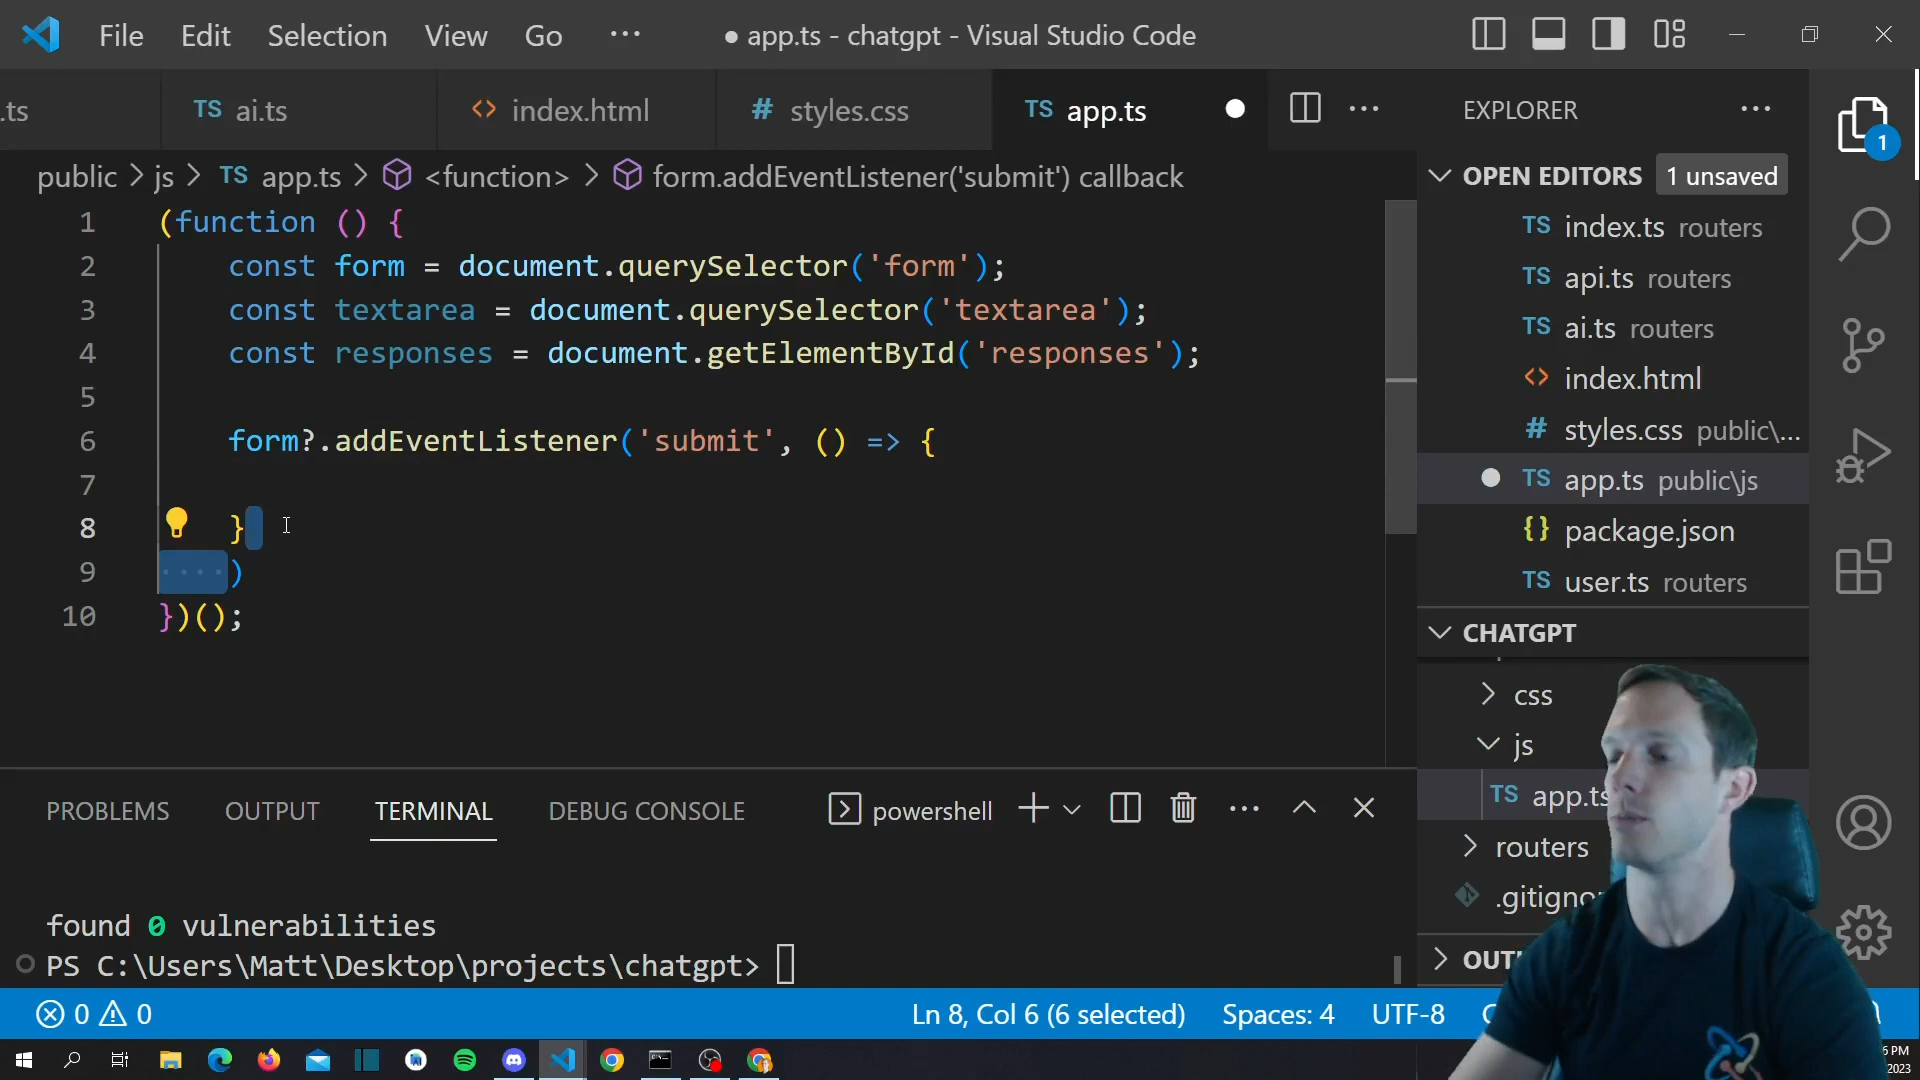 File Edit Selection View Go ··· ● app.ts - chatgpt - Visual Studio Code
.ts TS ai.ts <> index.html # styles.css TS app.ts ● ···
EXPLORER ···
public > js > TS app.ts > <function> > form.addEventListener('submit') callback
1 (function () {
2 const form = document.querySelector('form');
3 const textarea = document.querySelector('textarea');
4 const responses = document.getElementById('responses');
5
6 form?.addEventListener('submit', () => {
7
8 }
9 ····)
10 })();
OPEN EDITORS 1 unsaved
1
TS index.ts routers
TS api.ts routers
TS ai.ts routers
<> index.html
# styles.css public\...
● TS app.ts public\js
{} package.json
TS user.ts routers
CHATGPT
> css
js
TS app.ts
> routers
> OUT
PROBLEMS OUTPUT TERMINAL DEBUG CONSOLE powershell ···
found 0 vulnerabilities
PS C:\Users\Matt\Desktop\projects\chatgpt>
0 0 Ln 8, Col 6 (6 selected) Spaces: 4 UTF-8
6 PM
2023